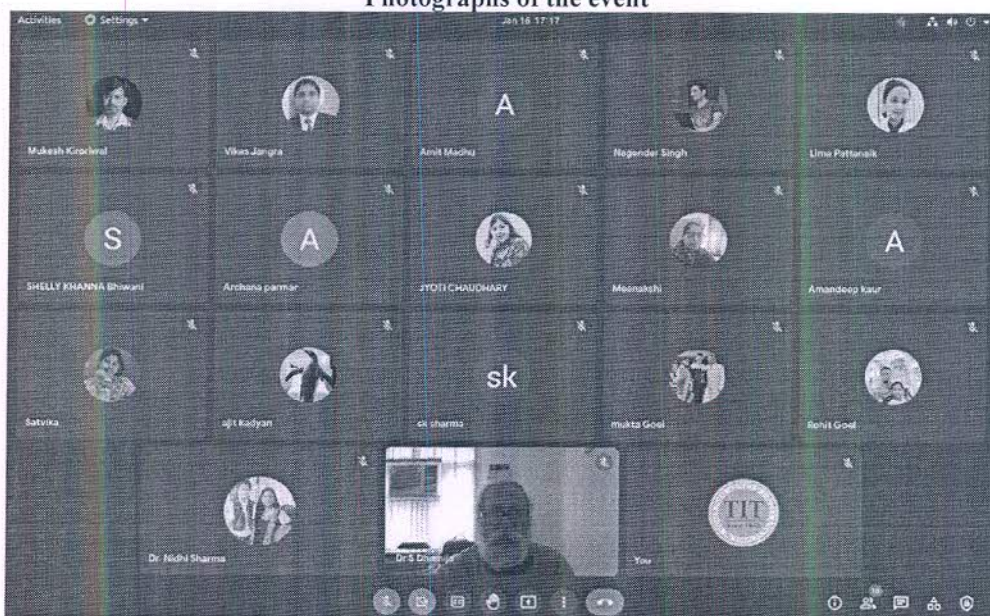 Photographs of the event
Activities Settings Jan 16 17:17
Mukesh Kirori​wal Vikas Jangra A Amit Madhu Nagender Singh Lima Pattanaik
S SHELLY KHANNA Bhiwani A Archana parmar JYOTI CHAUDHARY Meenakshi A Amandeep kaur
Satvika ajit kadyan sk sk sharma mukta Goel Rohit Goel
Dr. Nidhi Sharma Dr S TIT You